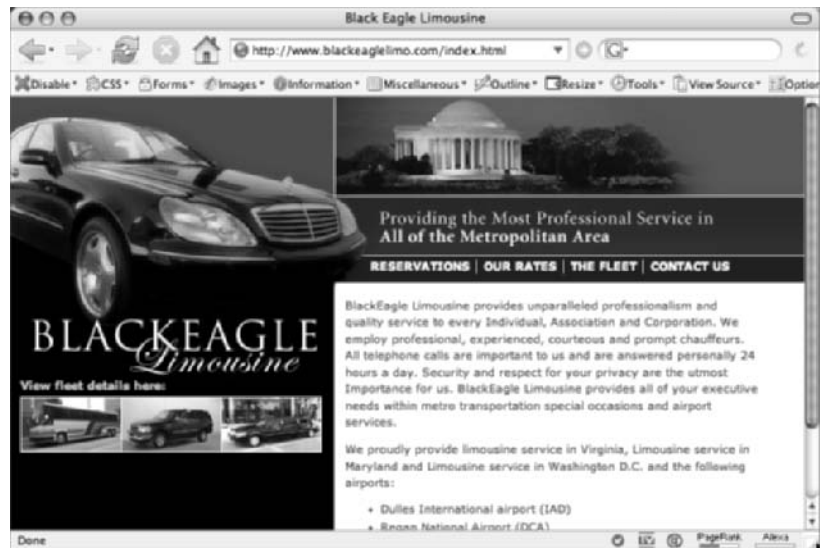 Black Eagle Limousine
http://www.blackeaglelimo.com/index.html
G
Disable CSS Forms Images Information Miscellaneous Outline Resize Tools View Source Option
Providing the Most Professional Service in
All of the Metropolitan Area
RESERVATIONS | OUR RATES | THE FLEET | CONTACT US
BLACKEAGLE
Limousine
View fleet details here:
BlackEagle Limousine provides unparalleled professionalism and
quality service to every Individual, Association and Corporation. We
employ professional, experienced, courteous and prompt chauffeurs.
All telephone calls are important to us and are answered personally 24
hours a day. Security and respect for your privacy are the utmost
Importance for us. BlackEagle Limousine provides all of your executive
needs within metro transportation special occasions and airport
services.
We proudly provide limousine service in Virginia, Limousine service in
Maryland and Limousine service in Washington D.C. and the following
airports:
• Dulles International airport (IAD)
• Regan National Airport (DCA)
Done
PageRank Alexa